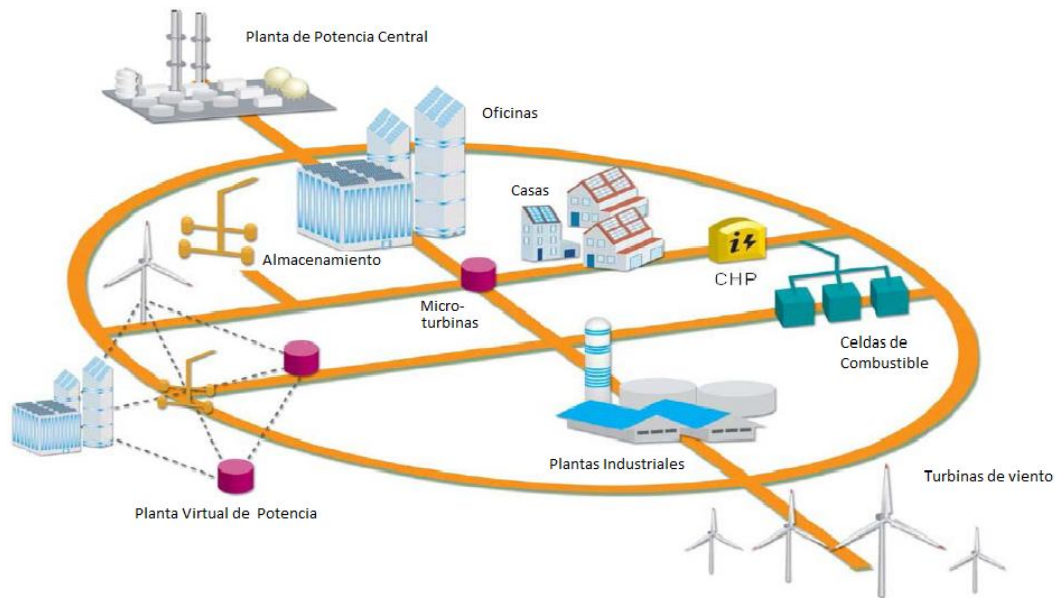 Planta de Potencia Central
Oficinas
Casas
Almacenamiento
CHP
Micro-
turbinas
Celdas de
Combustible
Plantas Industriales
Turbinas de viento
Planta Virtual de Potencia